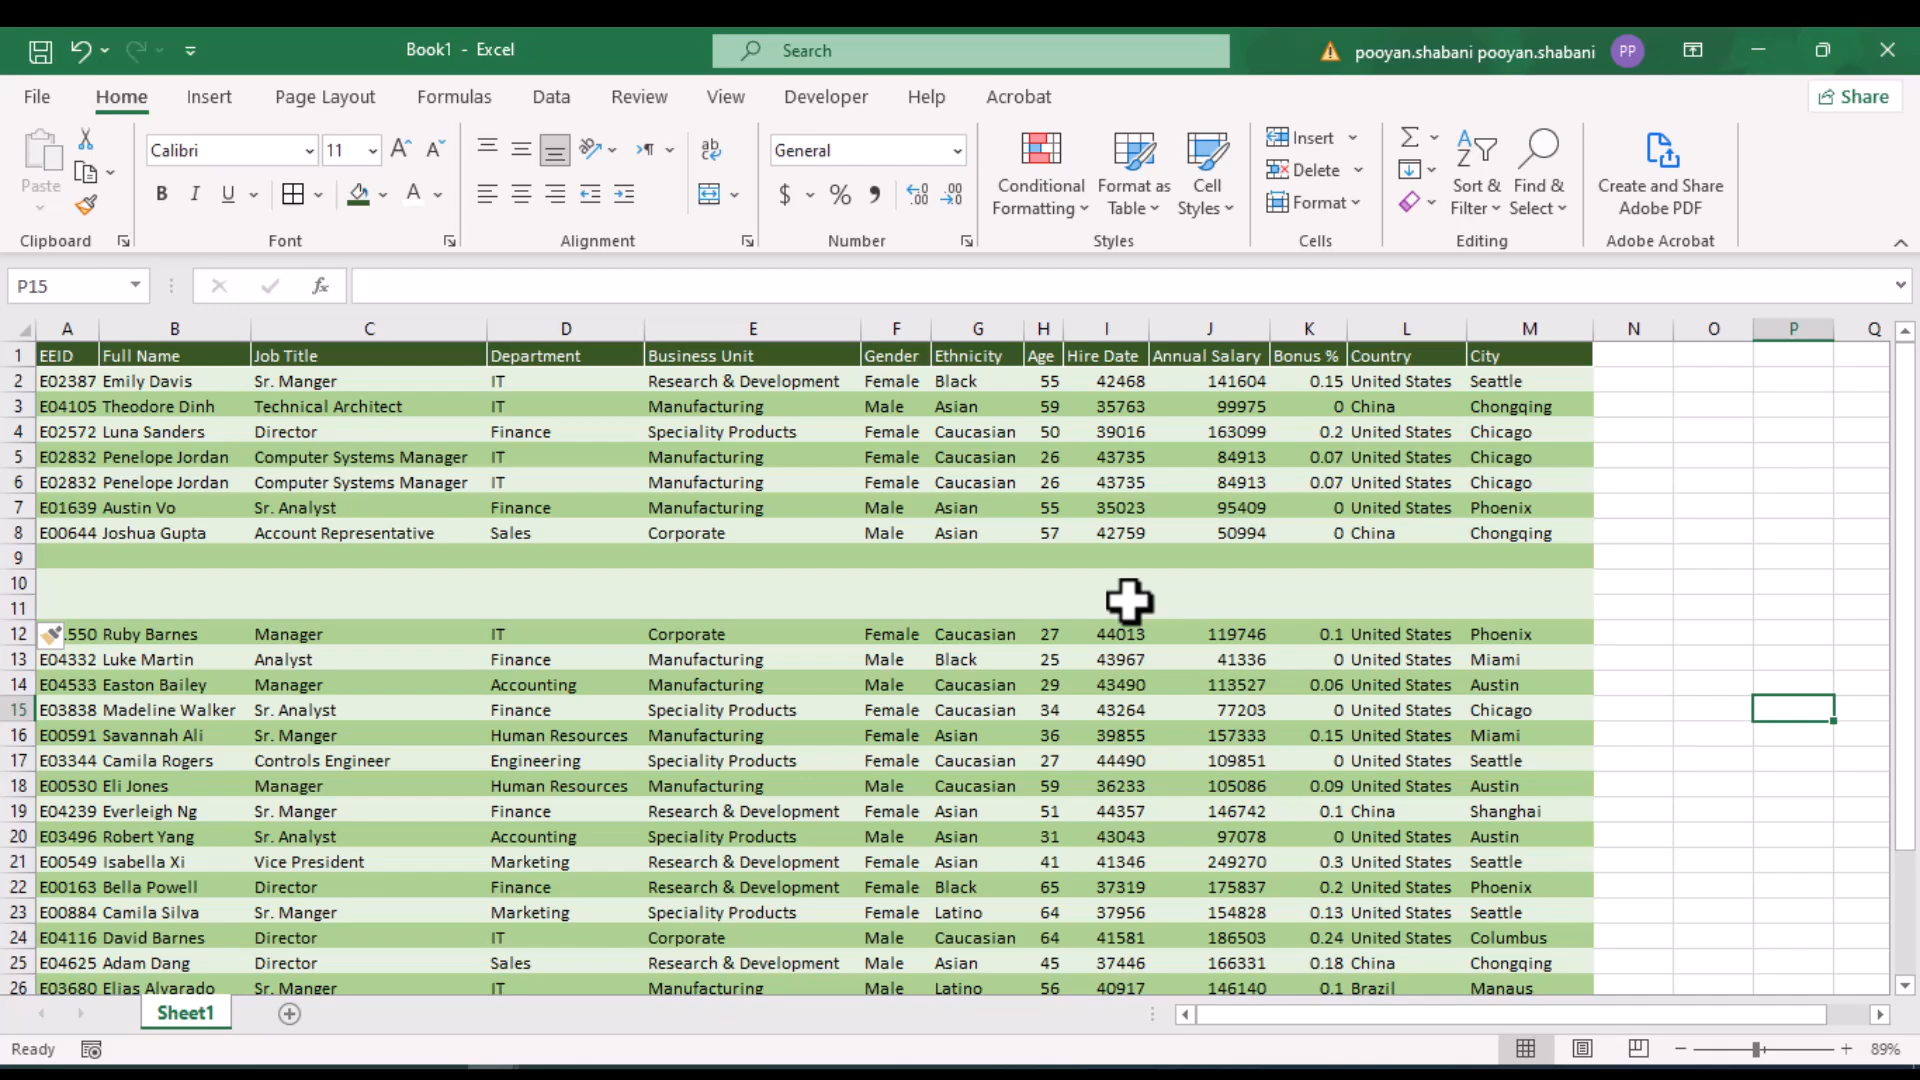 Book1 - Excel
Search
pooyan.shabani pooyan.shabani
PP
File Home Insert Page Layout Formulas Data Review View Developer Help Acrobat
Share
Paste
Calibri 11
B I U
General
$ %
Conditional Formatting
Format as Table
Cell Styles
Insert
Delete
Format
Sort & Filter
Find & Select
Create and Share Adobe PDF
Clipboard Font Alignment Number Styles Cells Editing Adobe Acrobat
P15
fx
A B C D E F G H I J K L M N O P Q
1 EEID Full Name Job Title Department Business Unit Gender Ethnicity Age Hire Date Annual Salary Bonus % Country City
2 E02387 Emily Davis Sr. Manger IT Research & Development Female Black 55 42468 141604 0.15 United States Seattle
3 E04105 Theodore Dinh Technical Architect IT Manufacturing Male Asian 59 35763 99975 0 China Chongqing
4 E02572 Luna Sanders Director Finance Speciality Products Female Caucasian 50 39016 163099 0.2 United States Chicago
5 E02832 Penelope Jordan Computer Systems Manager IT Manufacturing Female Caucasian 26 43735 84913 0.07 United States Chicago
6 E02832 Penelope Jordan Computer Systems Manager IT Manufacturing Female Caucasian 26 43735 84913 0.07 United States Chicago
7 E01639 Austin Vo Sr. Analyst Finance Manufacturing Male Asian 55 35023 95409 0 United States Phoenix
8 E00644 Joshua Gupta Account Representative Sales Corporate Male Asian 57 42759 50994 0 China Chongqing
9
10
11
12 .550 Ruby Barnes Manager IT Corporate Female Caucasian 27 44013 119746 0.1 United States Phoenix
13 E04332 Luke Martin Analyst Finance Manufacturing Male Black 25 43967 41336 0 United States Miami
14 E04533 Easton Bailey Manager Accounting Manufacturing Male Caucasian 29 43490 113527 0.06 United States Austin
15 E03838 Madeline Walker Sr. Analyst Finance Speciality Products Female Caucasian 34 43264 77203 0 United States Chicago
16 E00591 Savannah Ali Sr. Manger Human Resources Manufacturing Female Asian 36 39855 157333 0.15 United States Miami
17 E03344 Camila Rogers Controls Engineer Engineering Speciality Products Female Caucasian 27 44490 109851 0 United States Seattle
18 E00530 Eli Jones Manager Human Resources Manufacturing Male Caucasian 59 36233 105086 0.09 United States Austin
19 E04239 Everleigh Ng Sr. Manger Finance Research & Development Female Asian 51 44357 146742 0.1 China Shanghai
20 E03496 Robert Yang Sr. Analyst Accounting Speciality Products Male Asian 31 43043 97078 0 United States Austin
21 E00549 Isabella Xi Vice President Marketing Research & Development Female Asian 41 41346 249270 0.3 United States Seattle
22 E00163 Bella Powell Director Finance Research & Development Female Black 65 37319 175837 0.2 United States Phoenix
23 E00884 Camila Silva Sr. Manger Marketing Speciality Products Female Latino 64 37956 154828 0.13 United States Seattle
24 E04116 David Barnes Director IT Corporate Male Caucasian 64 41581 186503 0.24 United States Columbus
25 E04625 Adam Dang Director Sales Research & Development Male Asian 45 37446 166331 0.18 China Chongqing
26 E03680 Elias Alvarado Sr. Manger IT Manufacturing Male Latino 56 40917 146140 0.1 Brazil Manaus
Sheet1
Ready
89%